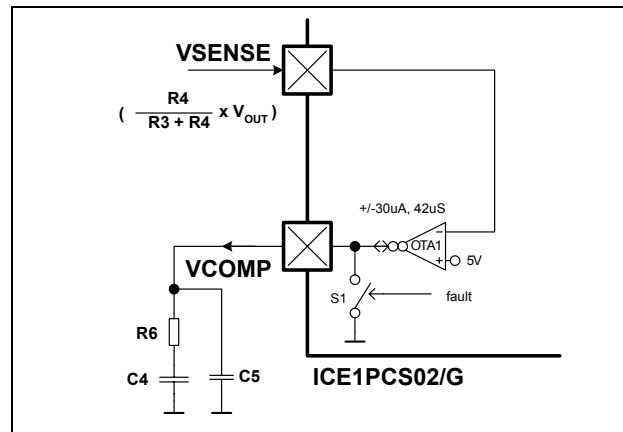 VSENSE
( R4
R3 + R4 x VOUT )
+/-30uA, 42uS
-
OTA1
+ 5V
VCOMP
S1
fault
R6
C4
C5
ICE1PCS02/G